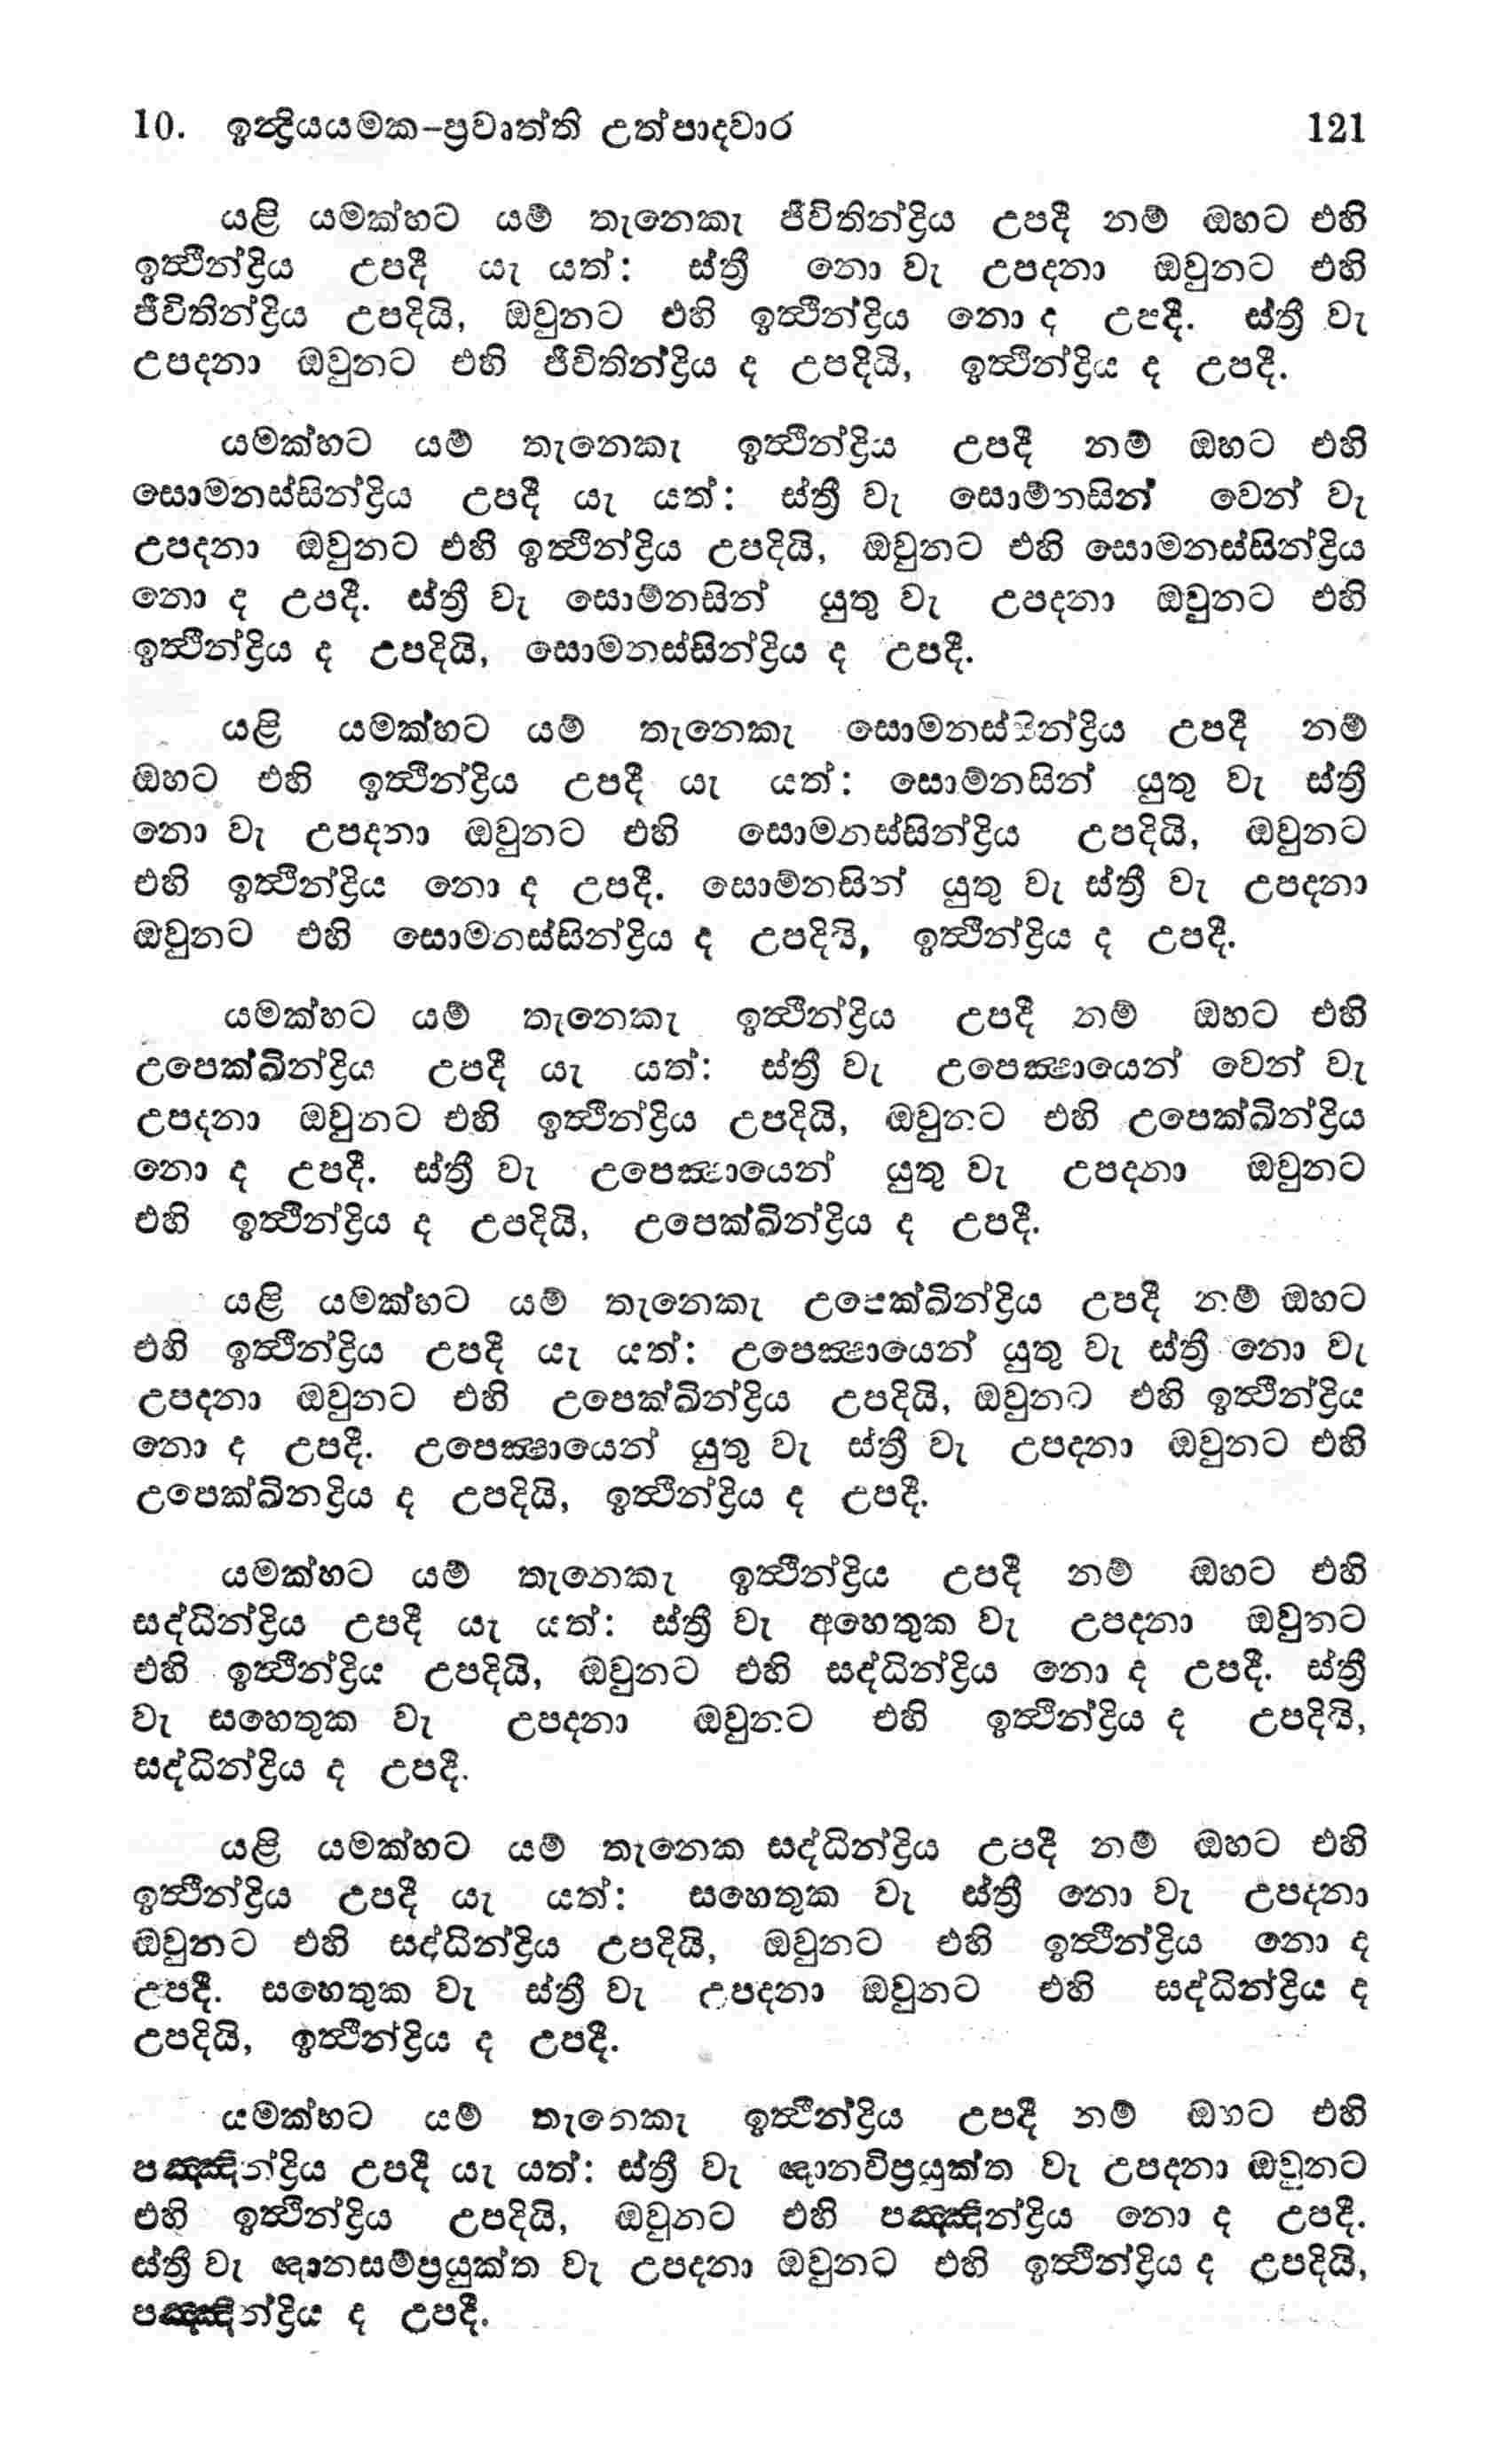 10. ඉන්ද්‍රියයමක-ප්‍රවෘත්ති උත්පාදවාර 121
යළි යමක්හට යම් තැනෙකැ ජීවිතින්ද්‍රිය උපදී නම් ඔහට එහි
ඉත්‍ථින්ද්‍රිය උපදී යැ යත්: ස්ත්‍රී නො වැ උපදනා ඔවුනට එහි
ජීවිතින්ද්‍රිය උපදියි, ඔවුනට එහි ඉත්‍ථින්ද්‍රිය නො ද උපදී. ස්ත්‍රී වැ
උපදනා ඔවුනට එහි ජීවිතින්ද්‍රිය ද උපදියි, ඉත්‍ථින්ද්‍රිය ද උපදී.
යමක්හට යම් තැනෙකැ ඉත්‍ථින්ද්‍රිය උපදී නම් ඔහට එහි
සොමනස්සින්ද්‍රිය උපදී යැ යත්: ස්ත්‍රී වැ සොම්නසින් වෙන් වැ
උපදනා ඔවුනට එහි ඉත්‍ථින්ද්‍රිය උපදියි, ඔවුනට එහි සොමනස්සින්ද්‍රිය
නො ද උපදී. ස්ත්‍රී වැ සොම්නසින් යුතු වැ උපදනා ඔවුනට එහි
ඉත්‍ථින්ද්‍රිය ද උපදියි, සොමනස්සින්ද්‍රිය ද උපදී.
යළි යමක්හට යම් තැනෙකැ සොමනස්සින්ද්‍රිය උපදී නම්
ඔහට එහි ඉත්‍ථින්ද්‍රිය උපදී යැ යත්: සොම්නසින් යුතු වැ ස්ත්‍රී
නො වැ උපදනා ඔවුනට එහි සොමනස්සින්ද්‍රිය උපදියි, ඔවුනට
එහි ඉත්‍ථින්ද්‍රිය නො ද උපදී. සොම්නසින් යුතු වැ ස්ත්‍රී වැ උපදනා
ඔවුනට එහි සොමනස්සින්ද්‍රිය ද උපදියි, ඉත්‍ථින්ද්‍රිය ද උපදී.
යමක්හට යම් තැනෙකැ ඉත්‍ථින්ද්‍රිය උපදී නම් ඔහට එහි
උපෙක්ඛින්ද්‍රිය උපදී යැ යත්: ස්ත්‍රී වැ උපෙක්‍ෂායෙන් වෙන් වැ
උපදනා ඔවුනට එහි ඉත්‍ථින්ද්‍රිය උපදියි, ඔවුනට එහි උපෙක්ඛින්ද්‍රිය
නො ද උපදී. ස්ත්‍රී වැ උපෙක්‍ෂායෙන් යුතු වැ උපදනා ඔවුනට
එහි ඉත්‍ථින්ද්‍රිය ද උපදියි, උපෙක්ඛින්ද්‍රිය ද උපදී.
යළි යමක්හට යම් තැනෙකැ උපෙක්ඛින්ද්‍රිය උපදී නම් ඔහට
එහි ඉත්‍ථින්ද්‍රිය උපදී යැ යත්: උපෙක්‍ෂායෙන් යුතු වැ ස්ත්‍රී නො වැ
උපදනා ඔවුනට එහි උපෙක්ඛින්ද්‍රිය උපදියි, ඔවුනට එහි ඉත්‍ථින්ද්‍රිය
නො ද උපදී. උපෙක්‍ෂායෙන් යුතු වැ ස්ත්‍රී වැ උපදනා ඔවුනට එහි
උපෙක්ඛිනද්‍රිය ද උපදියි, ඉත්‍ථින්ද්‍රිය ද උපදී.
යමක්හට යම් තැනෙකැ ඉත්‍ථින්ද්‍රිය උපදී නම් ඔහට එහි
සද්ධින්ද්‍රිය උපදී යැ යත්: ස්ත්‍රී වැ අහෙතුක වැ උපදනා ඔවුනට
එහි ඉත්‍ථින්ද්‍රිය උපදියි, ඔවුනට එහි සද්ධින්ද්‍රිය නො ද උපදී. ස්ත්‍රී
වැ සහෙතුක වැ උපදනා ඔවුනට එහි ඉත්‍ථින්ද්‍රිය ද උපදියි,
සද්ධින්ද්‍රිය ද උපදී.
යළි යමක්හට යම් තැනෙක සද්ධින්ද්‍රිය උපදී නම් ඔහට එහි
ඉත්‍ථින්ද්‍රිය උපදී යැ යත්: සහෙතුක වැ ස්ත්‍රී නො වැ උපදනා
ඔවුනට එහි සද්ධින්ද්‍රිය උපදියි, ඔවුනට එහි ඉත්‍ථින්ද්‍රිය නො ද
උපදී. සහෙතුක වැ ස්ත්‍රී වැ උපදනා ඔවුනට එහි සද්ධින්ද්‍රිය ද
උපදියි, ඉත්‍ථින්ද්‍රිය ද උපදී.
යමක්හට යම් තැනෙකැ ඉත්‍ථින්ද්‍රිය උපදී නම් ඔහට එහි
පඤ්ඤින්ද්‍රිය උපදී යැ යත්: ස්ත්‍රී වැ ඥානවිප්‍රයුක්ත වැ උපදනා ඔවුනට
එහි ඉත්‍ථින්ද්‍රිය උපදියි, ඔවුනට එහි පඤ්ඤින්ද්‍රිය නො ද උපදී.
ස්ත්‍රී වැ ඥානසම්ප්‍රයුක්ත වැ උපදනා ඔවුනට එහි ඉත්‍ථින්ද්‍රිය ද උපදියි,
පඤ්ඤින්ද්‍රිය ද උපදී.